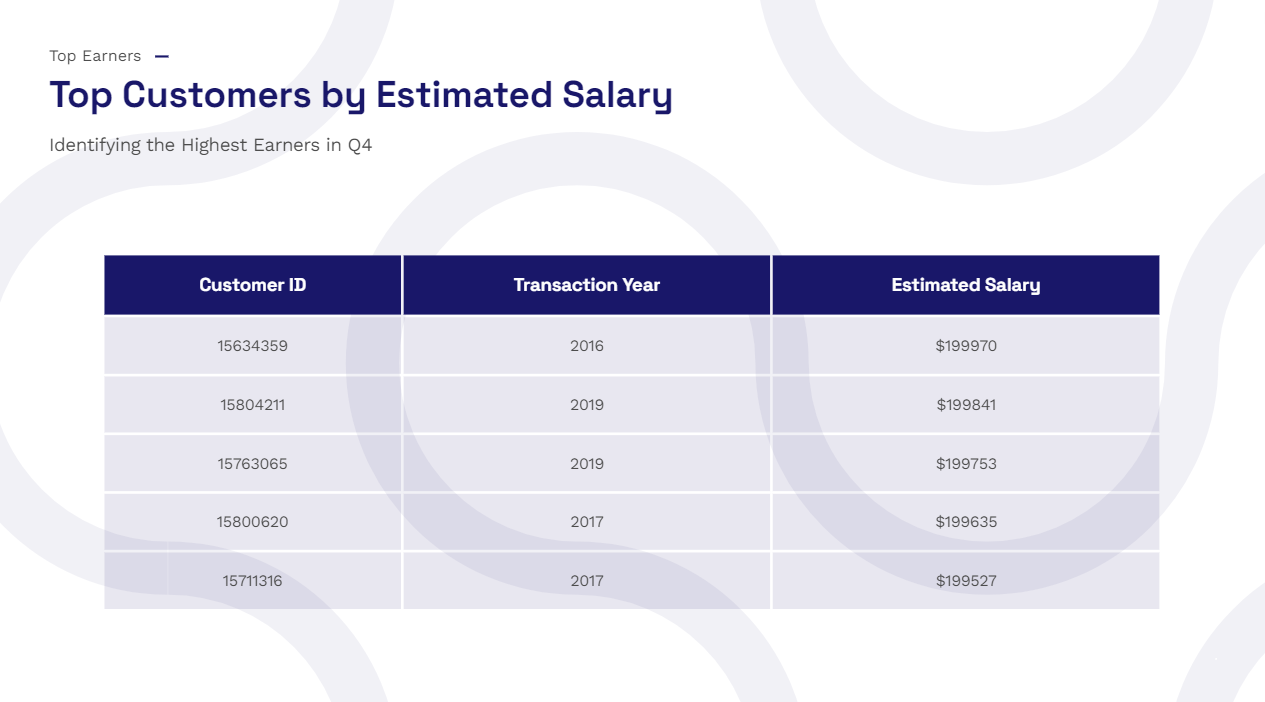 Top Earners —
Top Customers by Estimated Salary
Identifying the Highest Earners in Q4
Customer ID Transaction Year Estimated Salary
15634359 2016 $199970
15804211 2019 $199841
15763065 2019 $199753
15800620 2017 $199635
15711316 2017 $199527